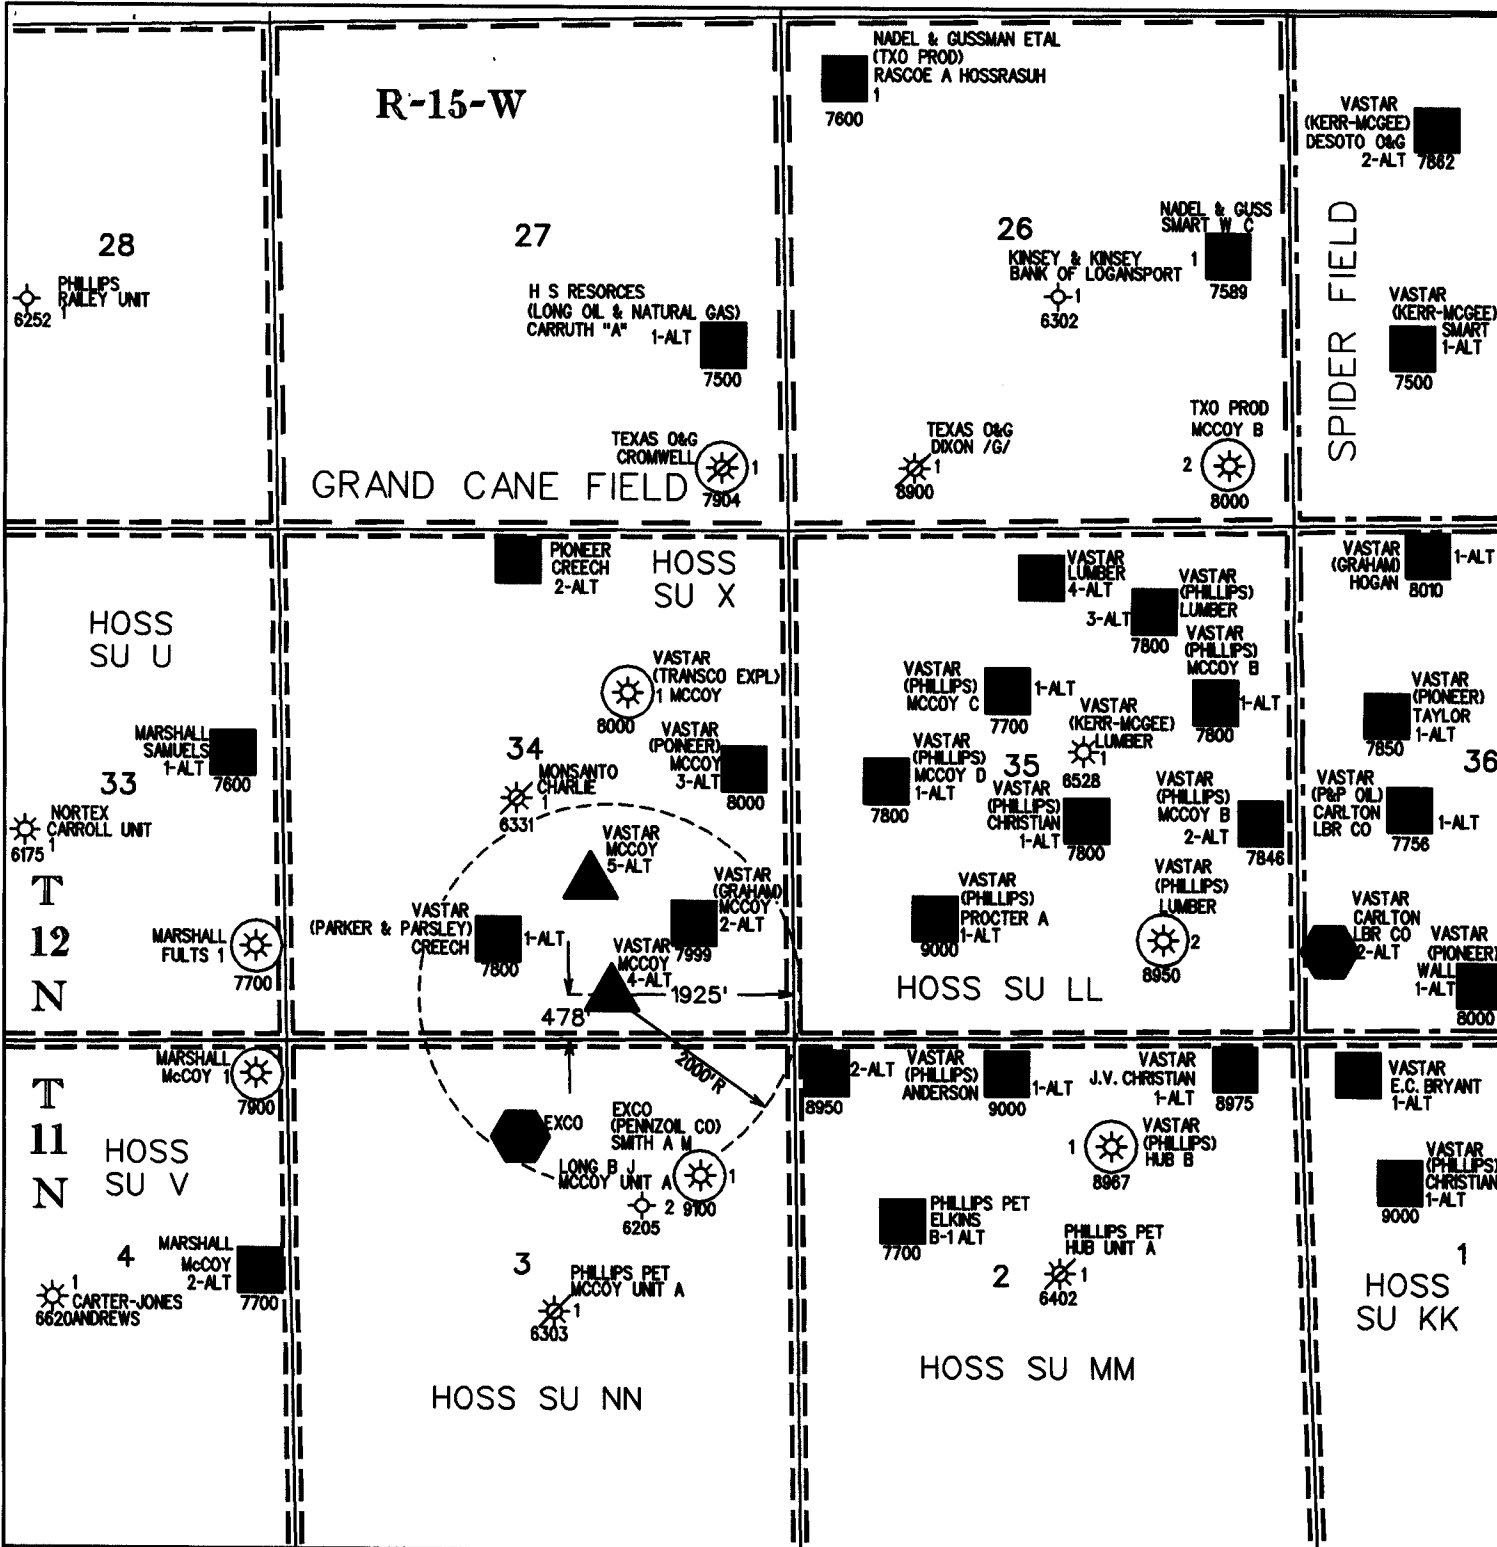 R-15-W
NADEL & GUSSMAN ETAL
(TXO PROD)
RASCOE A HOSSRASUH
1
7600
VASTAR
(KERR-MCGEE)
DESOTO O&G
2-ALT
7862
28
PHILLIPS
RAILEY UNIT
1
6252
27
H S RESORCES
(LONG OIL & NATURAL GAS)
CARRUTH "A"
1-ALT
7500
26
KINSEY & KINSEY
BANK OF LOGANSPORT
1
6302
NADEL & GUSS
SMART W C
1
7589
SPIDER FIELD
VASTAR
(KERR-MCGEE)
SMART
1-ALT
7500
TEXAS O&G
CROMWELL
1
7904
GRAND CANE FIELD
TEXAS O&G
DIXON /G/
1
8900
TXO PROD
MCCOY B
2
8000
HOSS
SU U
PIONEER
CREECH
2-ALT
HOSS
SU X
VASTAR
LUMBER
4-ALT
VASTAR
(PHILLIPS)
LUMBER
3-ALT
7800
VASTAR
(GRAHAM)
HOGAN
1-ALT
8010
VASTAR
(TRANSCO EXPL)
1 MCCOY
8000
VASTAR
(PHILLIPS)
MCCOY C
1-ALT
7700
VASTAR
(PHILLIPS)
MCCOY B
1-ALT
7800
VASTAR
(PIONEER)
TAYLOR
1-ALT
7850
MARSHALL
SAMUELS
1-ALT
7600
33
34
VASTAR
(POINEER)
MCCOY
3-ALT
8000
VASTAR
(PHILLIPS)
MCCOY D
1-ALT
7800
35
VASTAR
(KERR-MCGEE)
LUMBER
1
6528
36
NORTEX
CARROLL UNIT
1
6175
MONSANTO
CHARLIE
1
6331
VASTAR
(PHILLIPS)
CHRISTIAN
1-ALT
7800
VASTAR
(PHILLIPS)
MCCOY B
2-ALT
7846
VASTAR
(P&P OIL)
CARLTON
LBR CO
1-ALT
7756
T
12
N
VASTAR
MCCOY
5-ALT
VASTAR
(GRAHAM)
MCCOY
2-ALT
7999
VASTAR
(PHILLIPS)
PROCTER A
1-ALT
9000
VASTAR
(PHILLIPS)
LUMBER
2
8950
VASTAR
CARLTON
LBR CO
2-ALT
MARSHALL
FULTS 1
7700
VASTAR
(PARKER & PARSLEY)
CREECH
1-ALT
7800
VASTAR
MCCOY
4-ALT
1925'
478'
2000'R
HOSS SU LL
VASTAR
(PIONEER)
WALL
1-ALT
8000
T
11
N
MARSHALL
McCOY 1
7900
2-ALT
8950
VASTAR
(PHILLIPS)
ANDERSON
1-ALT
9000
VASTAR
J.V. CHRISTIAN
1-ALT
8975
VASTAR
E.C. BRYANT
1-ALT
HOSS
SU V
EXCO
EXCO
(PENNZOIL CO)
SMITH A M
1
9100
LONG B J
MCCOY UNIT A
2
6205
1
VASTAR
(PHILLIPS)
HUB B
8967
VASTAR
(PHILLIPS)
CHRISTIAN
1-ALT
9000
4
MARSHALL
McCOY
2-ALT
7700
3
PHILLIPS PET
ELKINS
B-1 ALT
7700
2
PHILLIPS PET
HUB UNIT A
1
6402
1
1
CARTER-JONES
6620 ANDREWS
PHILLIPS PET
MCCOY UNIT A
1
6303
HOSS
SU KK
HOSS SU NN
HOSS SU MM